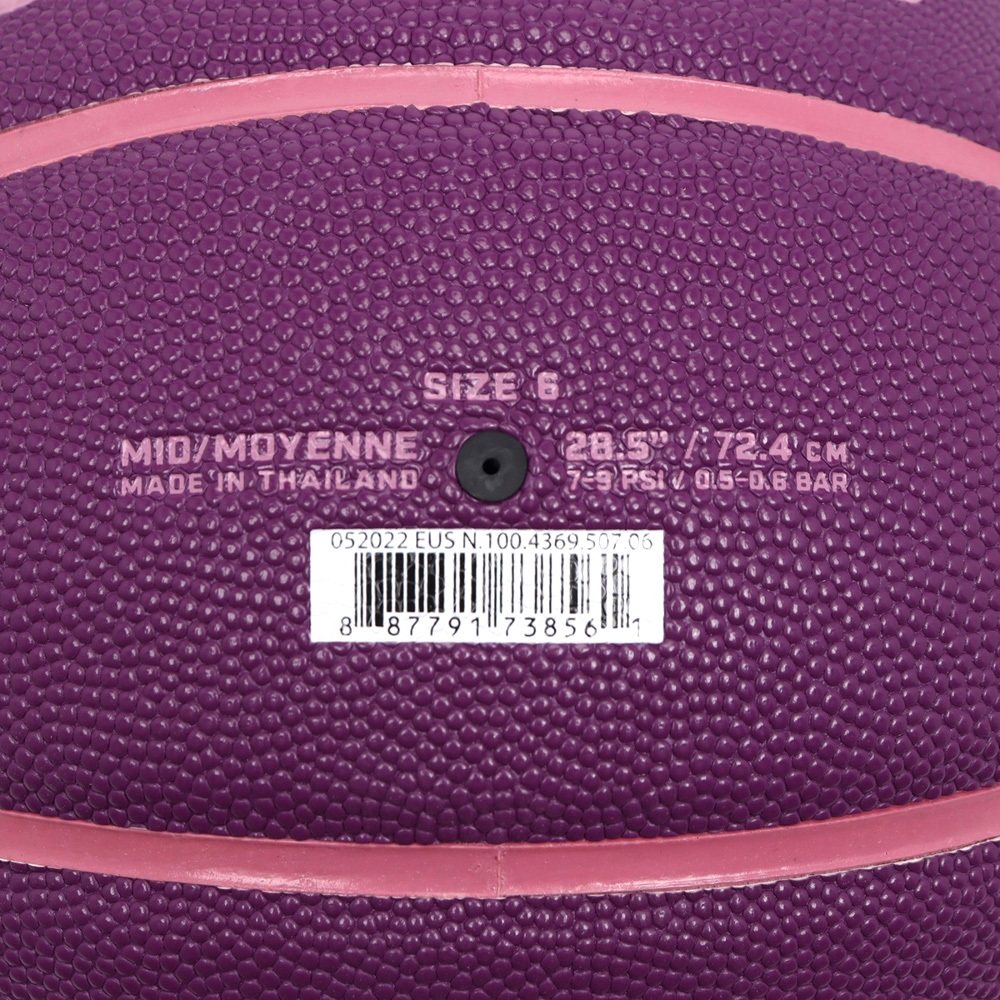 SIZE 6
MID/MOYENNE 28.5" / 72.4 CM
MADE IN THAILAND 7-9 PSI / 0.5-0.6 BAR
052022 EUS N.100.4369.507.06
8 87791 73856 1